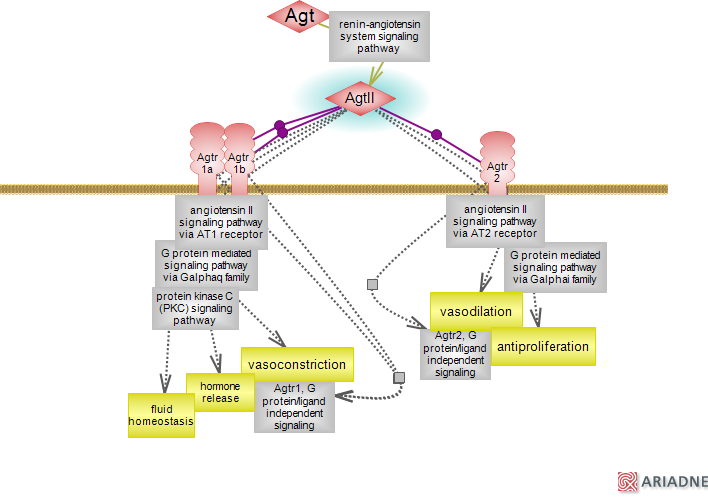 Agt
renin-angiotensin
system signaling
pathway
AgtII
Agtr
1a
Agtr
1b
Agtr
2
angiotensin II
signaling pathway
via AT1 receptor
angiotensin II
signaling pathway
via AT2 receptor
G protein mediated
signaling pathway
via Galphaq family
G protein mediated
signaling pathway
via Galphai family
protein kinase C
(PKC) signaling
pathway
vasodilation
Agtr2, G
protein/ligand
independent
signaling
antiproliferation
vasoconstriction
hormone
release
Agtr1, G
protein/ligand
independent
signaling
fluid
homeostasis
ARIADNE